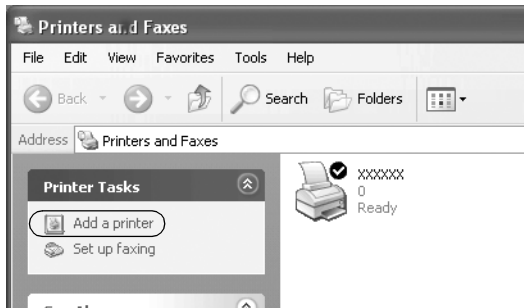 Printers and Faxes
File Edit View Favorites Tools Help
Back Search Folders
Address Printers and Faxes
Printer Tasks
Add a printer
Set up faxing
xxxxxx
0
Ready